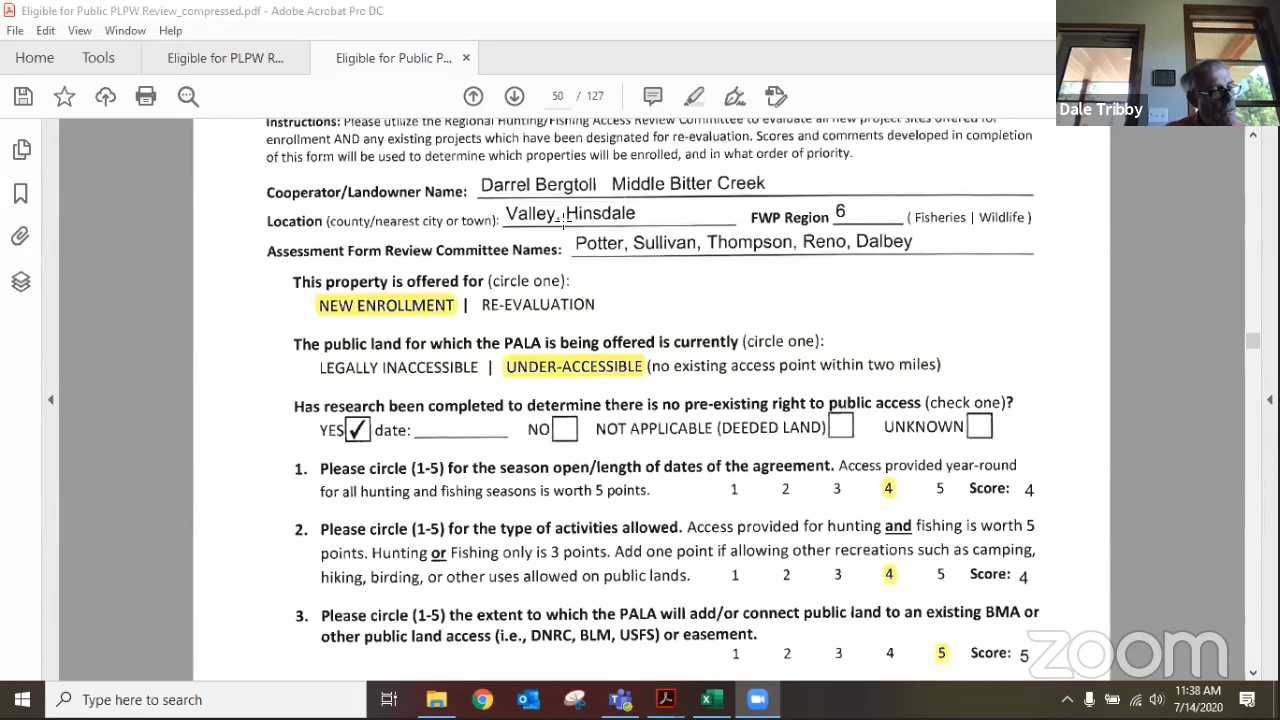 Eligible for Public PLPW Review_compressed.pdf - Adobe Acrobat Pro DC
File Edit View Window Help
Home Tools Eligible for PLPW R... Eligible for Public P... ×
50 / 127
Dale Tribby
Instructions: Please utilize the Regional Hunting/Fishing Access Review Committee to evaluate all new project sites offered for
enrollment AND any existing projects which have been designated for re-evaluation. Scores and comments developed in completion
of this form will be used to determine which properties will be enrolled, and in what order of priority.
Cooperator/Landowner Name: Darrel Bergtoll Middle Bitter Creek
Location (county/nearest city or town): Valley, Hinsdale FWP Region 6 ( Fisheries | Wildlife )
Assessment Form Review Committee Names: Potter, Sullivan, Thompson, Reno, Dalbey
This property is offered for (circle one):
NEW ENROLLMENT | RE-EVALUATION
The public land for which the PALA is being offered is currently (circle one):
LEGALLY INACCESSIBLE | UNDER-ACCESSIBLE (no existing access point within two miles)
Has research been completed to determine there is no pre-existing right to public access (check one)?
YES ✓ date: NO NOT APPLICABLE (DEEDED LAND) UNKNOWN
1. Please circle (1-5) for the season open/length of dates of the agreement. Access provided year-round
for all hunting and fishing seasons is worth 5 points. 1 2 3 4 5 Score: 4
2. Please circle (1-5) for the type of activities allowed. Access provided for hunting and fishing is worth 5
points. Hunting or Fishing only is 3 points. Add one point if allowing other recreations such as camping,
hiking, birding, or other uses allowed on public lands. 1 2 3 4 5 Score: 4
3. Please circle (1-5) the extent to which the PALA will add/or connect public land to an existing BMA or
other public land access (i.e., DNRC, BLM, USFS) or easement.
1 2 3 4 5 Score: 5
zoom
Type here to search
11:38 AM
7/14/2020